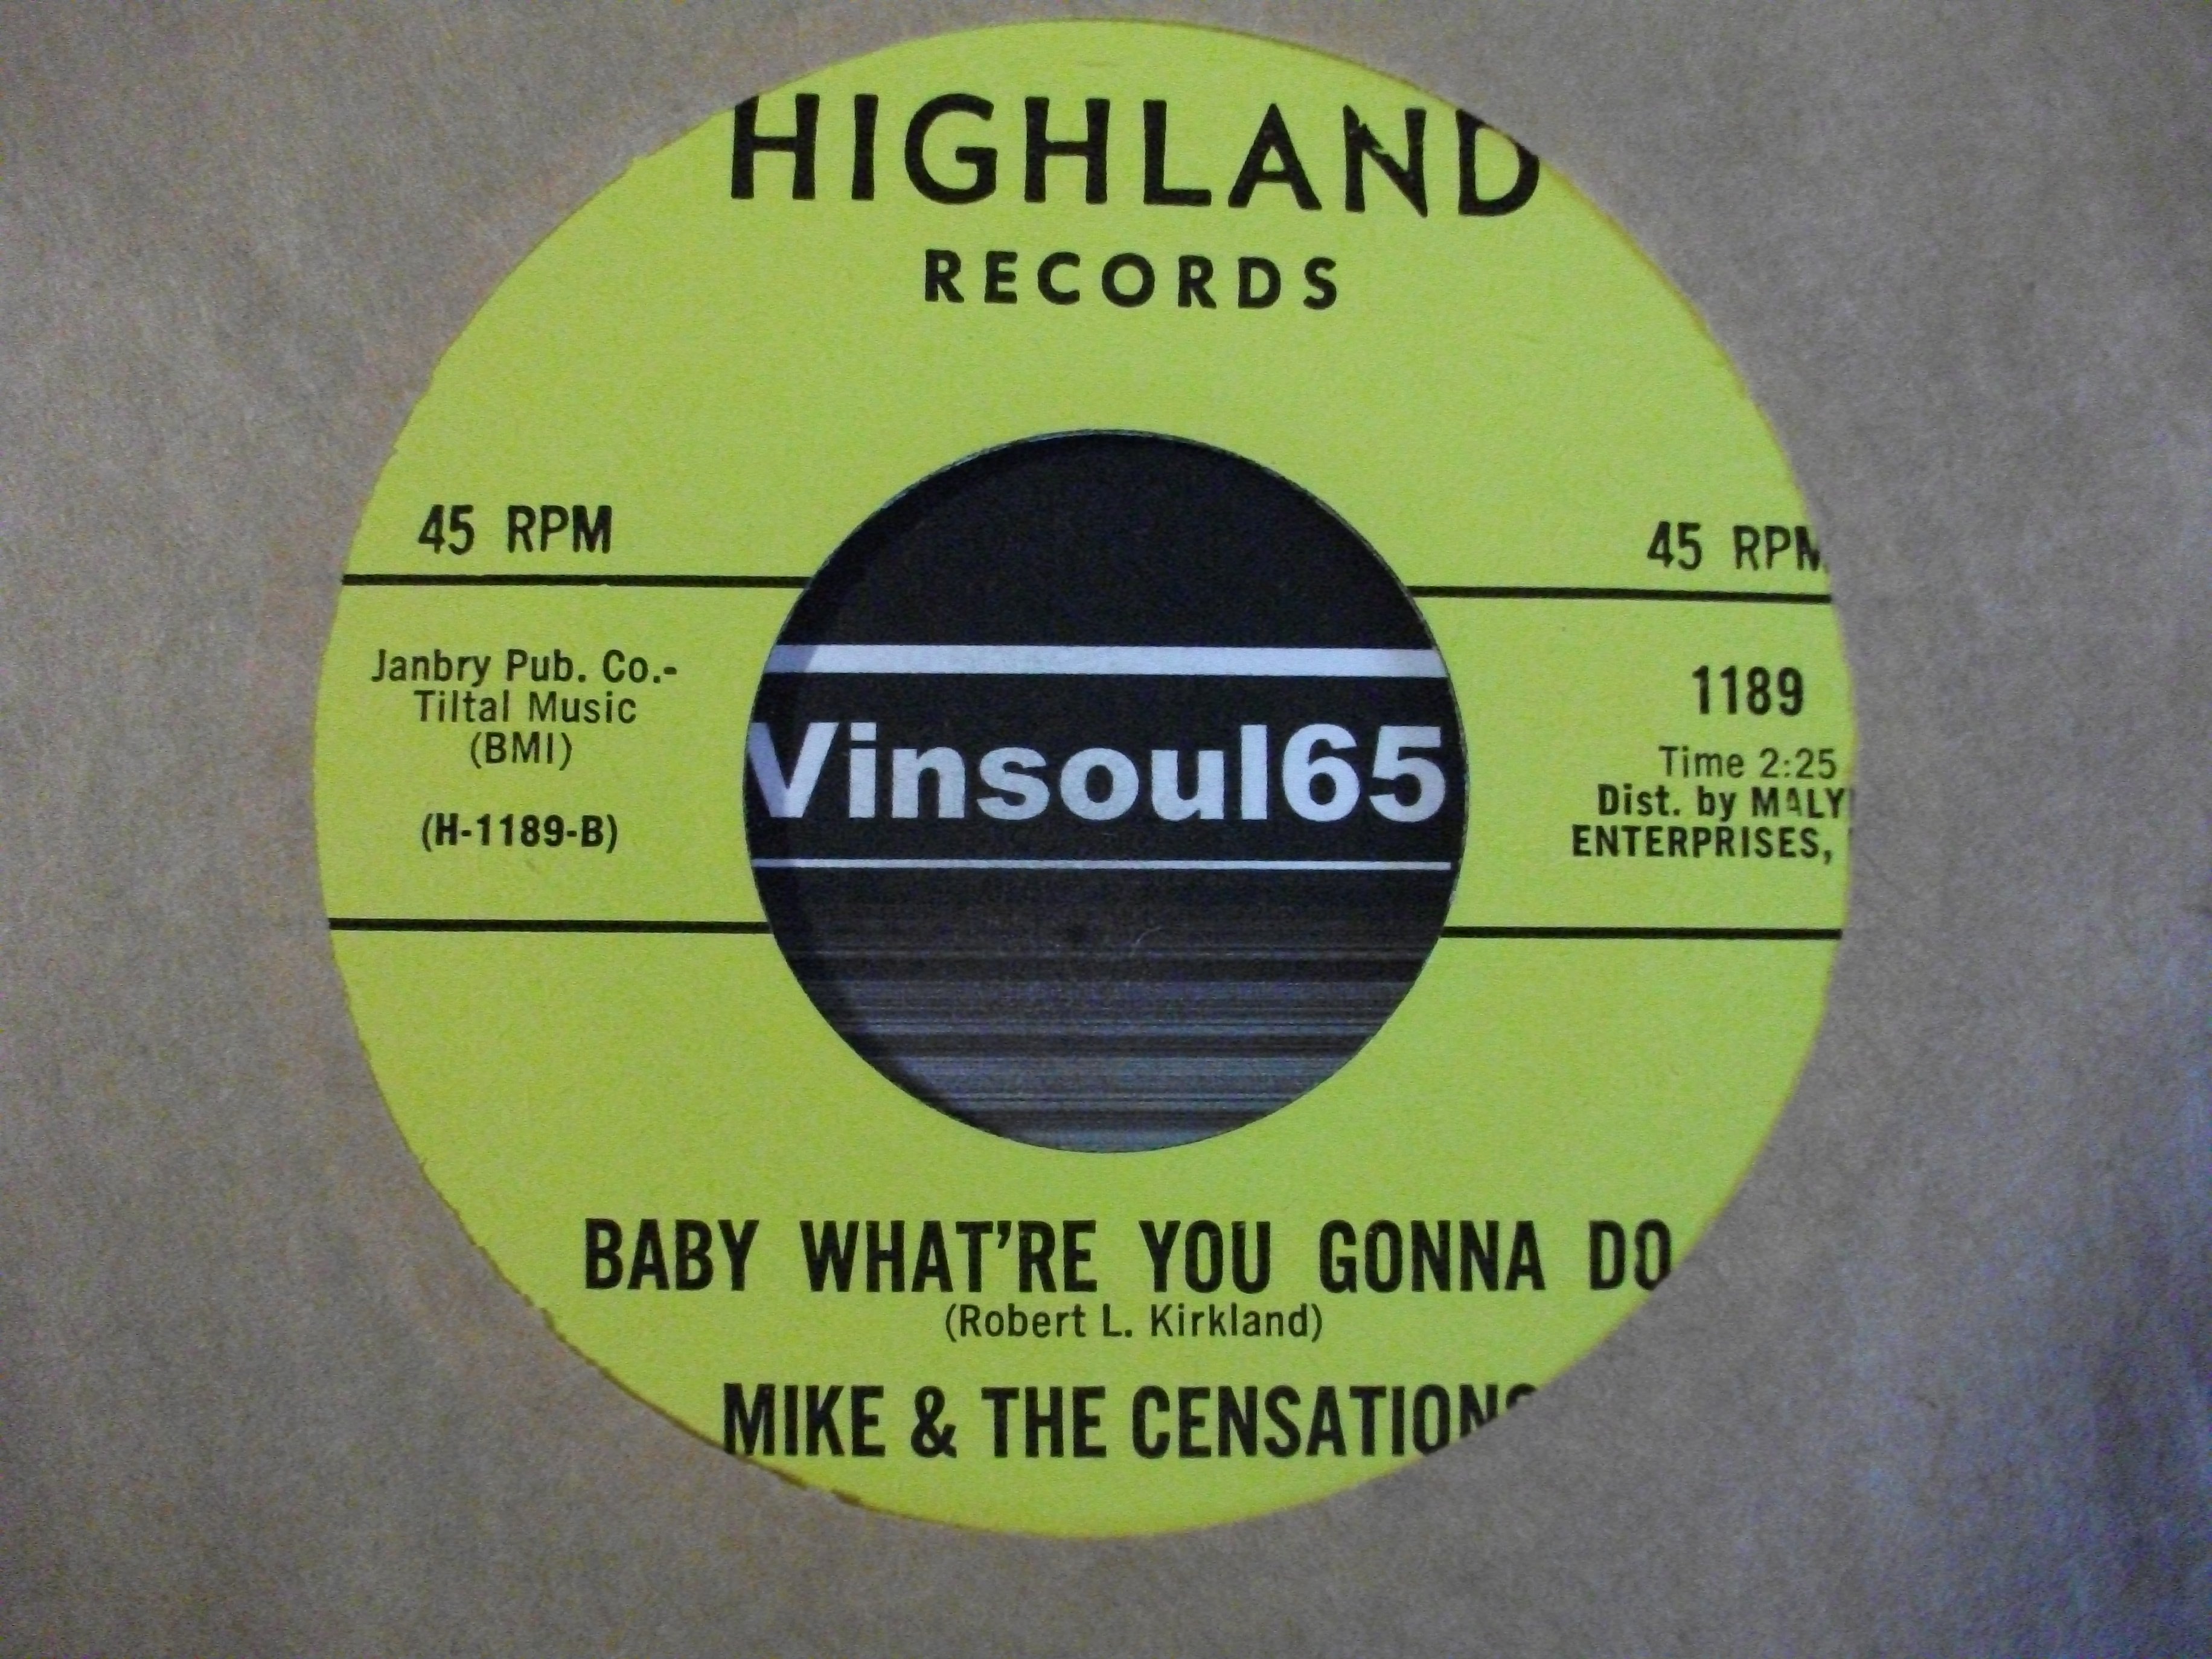 HIGHLAND
RECORDS
45 RPM
45 RPM
Janbry Pub. Co.-
Tiltal Music
(BMI)
(H-1189-B)
Vinsoul65
1189
Time 2:25
Dist. by
ENTERPRISES,
BABY WHAT'RE YOU GONNA DO
(Robert L. Kirkland)
MIKE & THE CENSATIONS